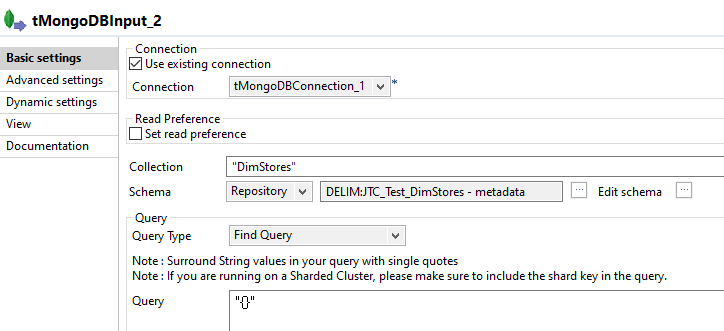 tMongoDBInput_2
Basic settings
Advanced settings
Dynamic settings
View
Documentation
Connection
Use existing connection
Connection tMongoDBConnection_1 *
Read Preference
Set read preference
Collection "DimStores"
Schema Repository DELIM:JTC_Test_DimStores - metadata ... Edit schema ...
Query
Query Type Find Query
Note : Surround String values in your query with single quotes
Note : If you are running on a Sharded Cluster, please make sure to include the shard key in the query.
Query "{}"